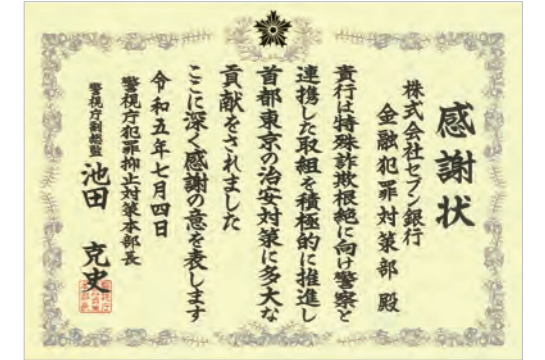 感謝状
株式会社セブン銀行
金融犯罪対策部 殿
貴行は特殊詐欺根絶に向け警察と
連携した取組を積極的に推進し
首都東京の治安対策に多大な
貢献をされました
ここに深く感謝の意を表します
令和五年七月四日
警視庁犯罪抑止対策本部長
警視庁副総監 池田 克史